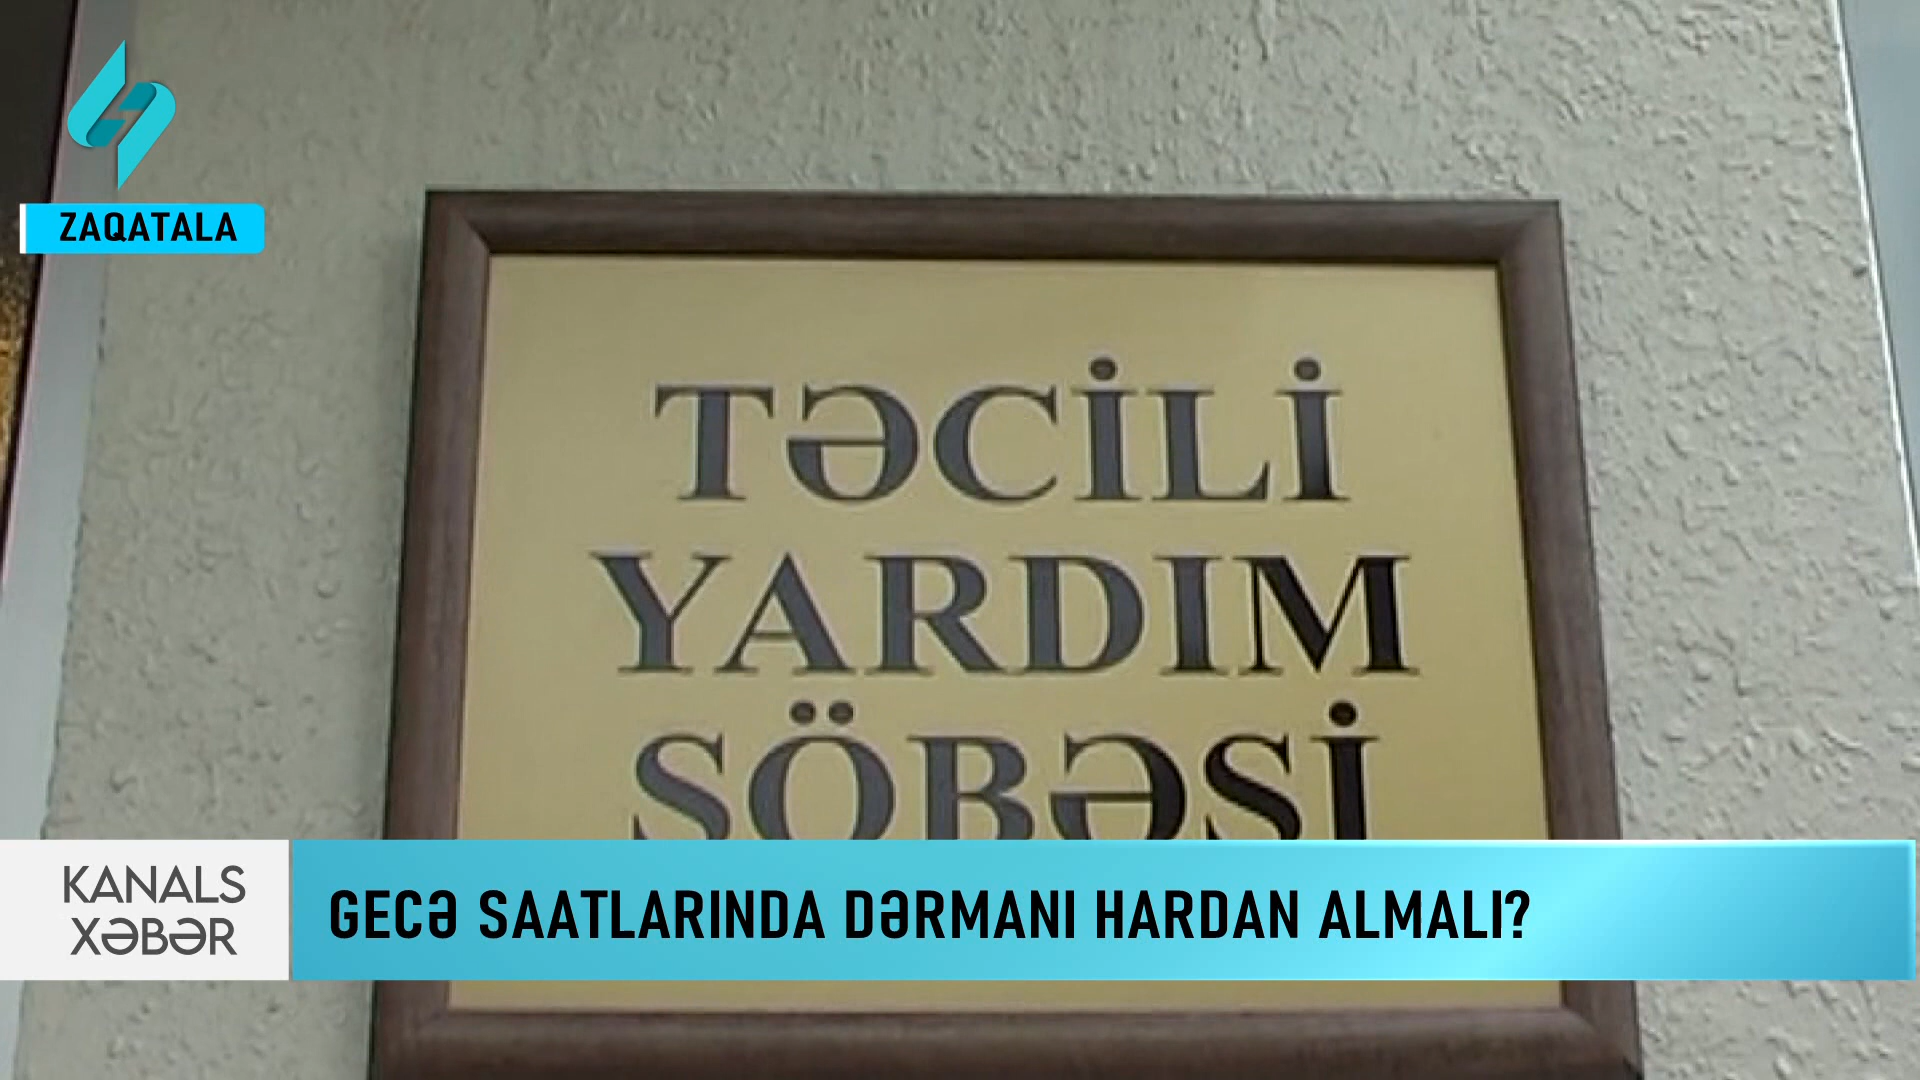 ZAQATALA
TƏCİLİ
YARDIM
SÖBƏSİ
KANALS
XƏBƏR
GECƏ SAATLARINDA DƏRMANI HARDAN ALMALI?